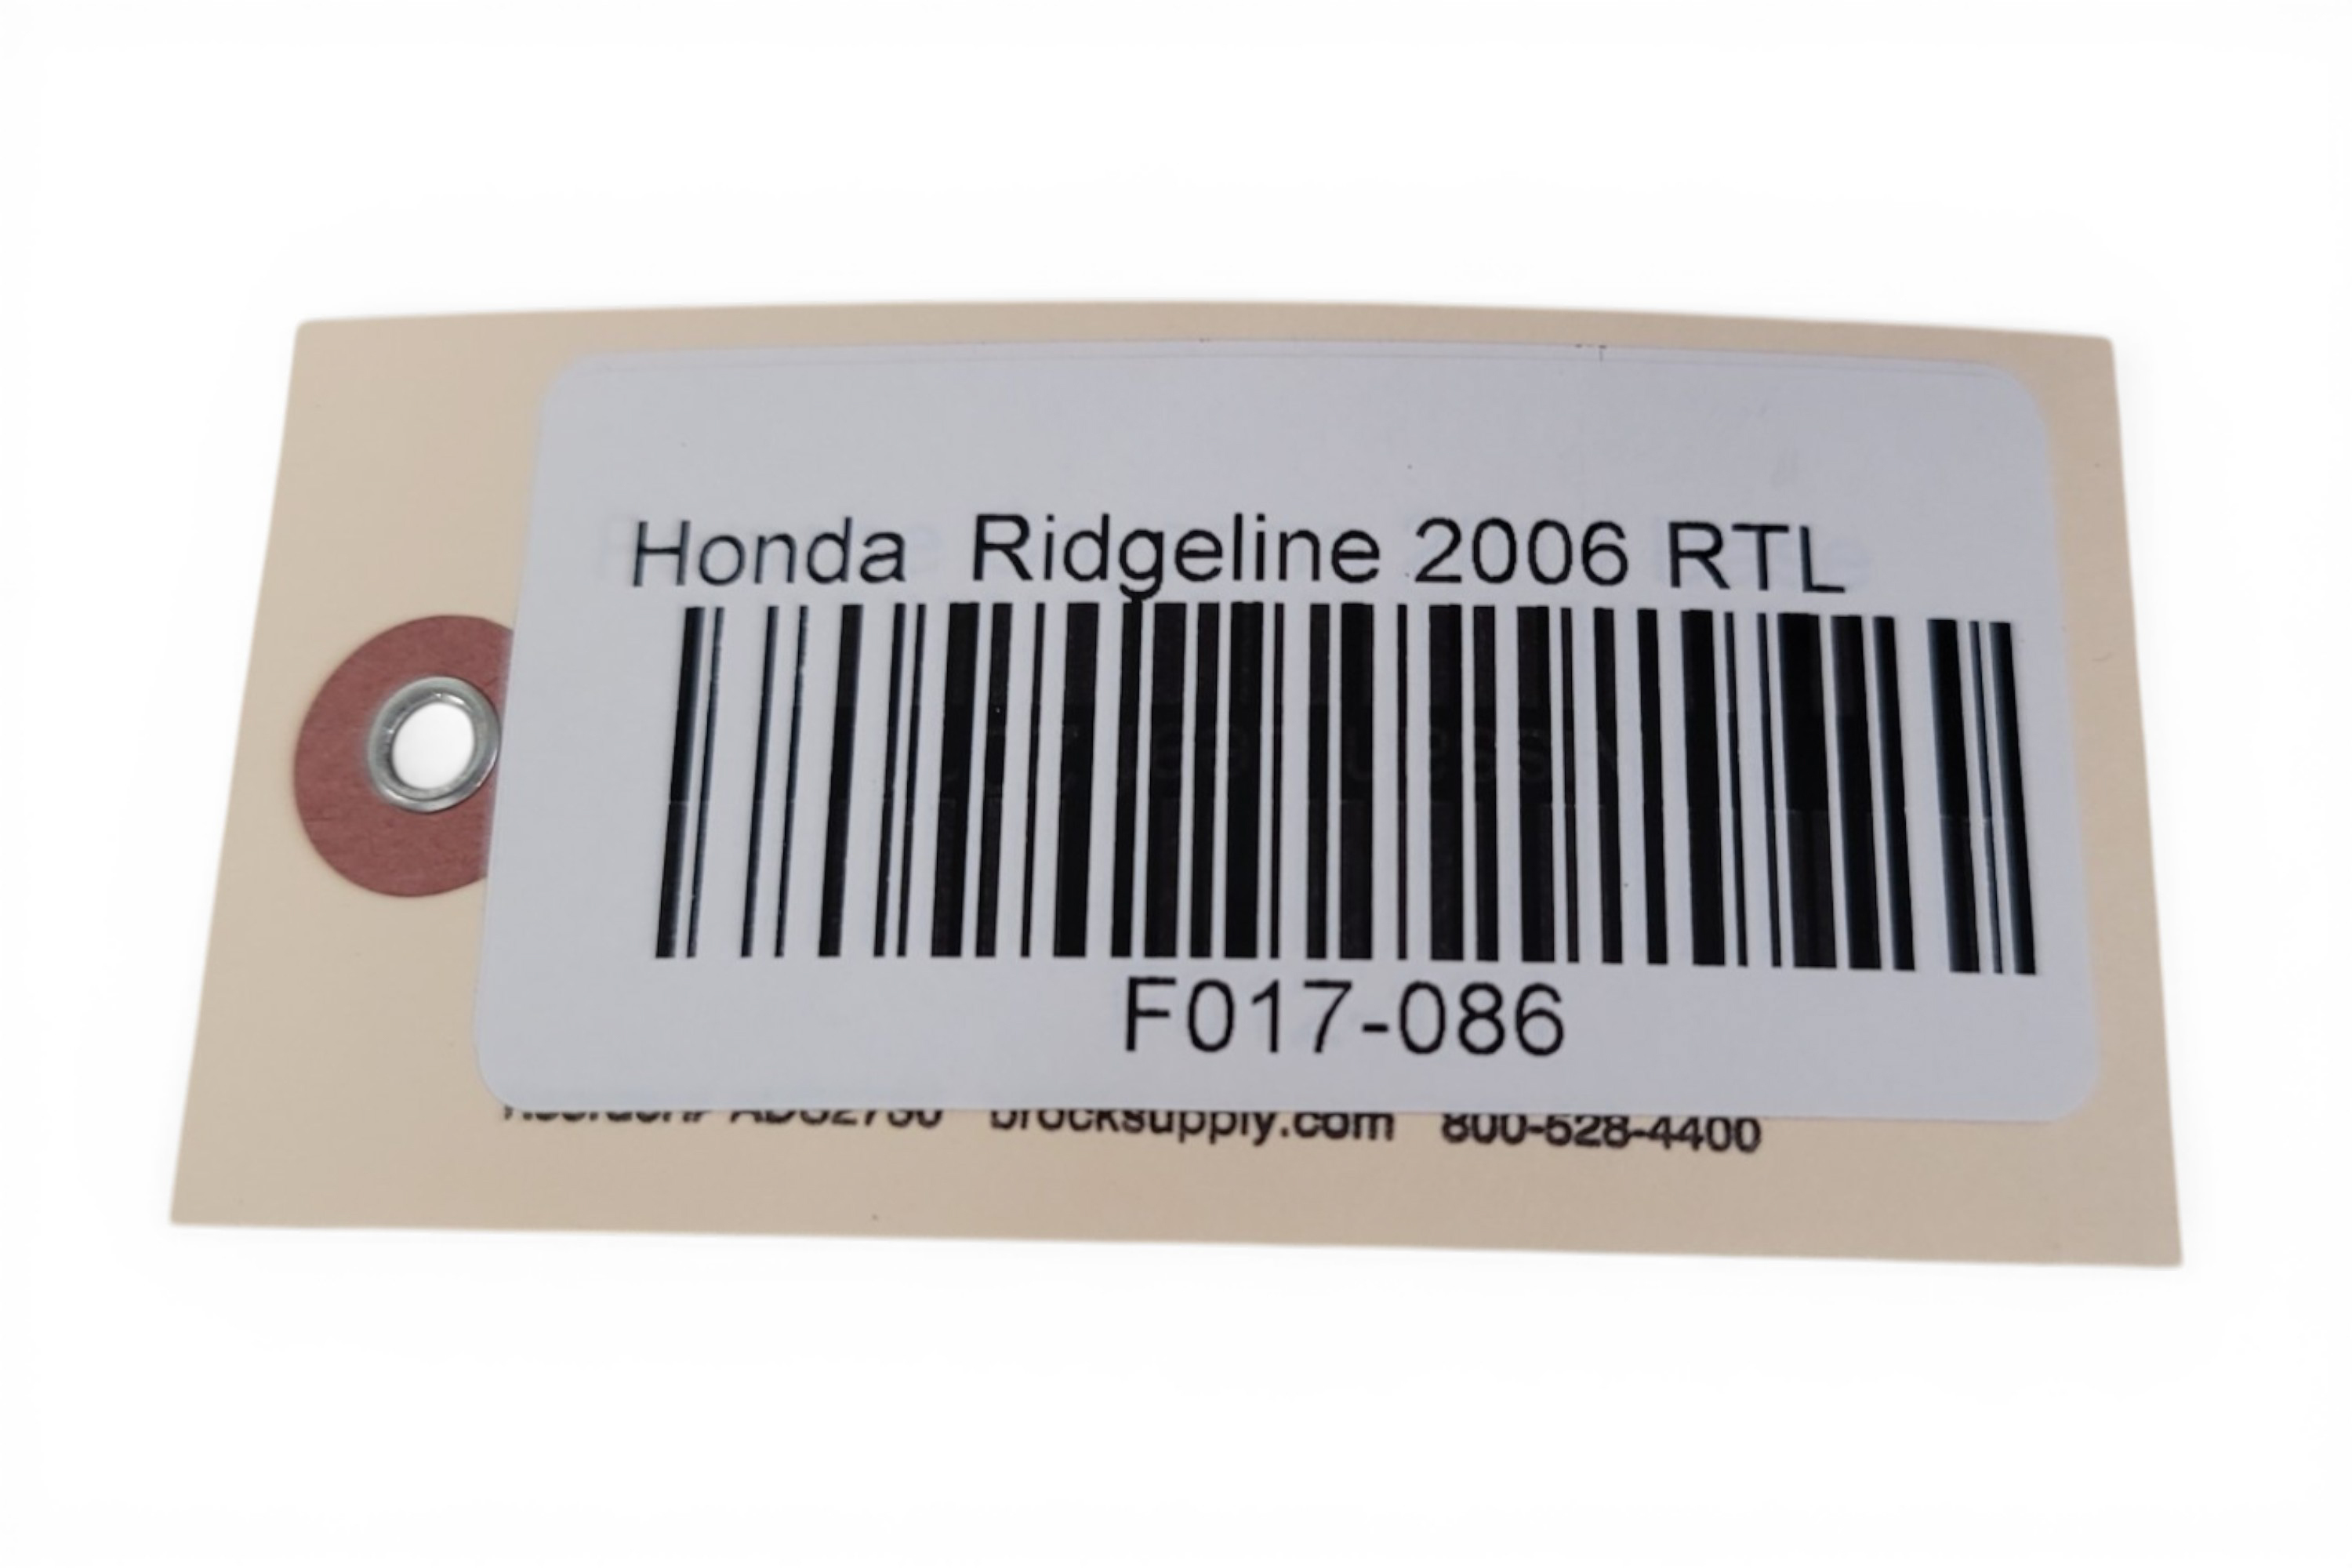 Honda Ridgeline 2006 RTL
F017-086
brocksupply.com 800-528-4400